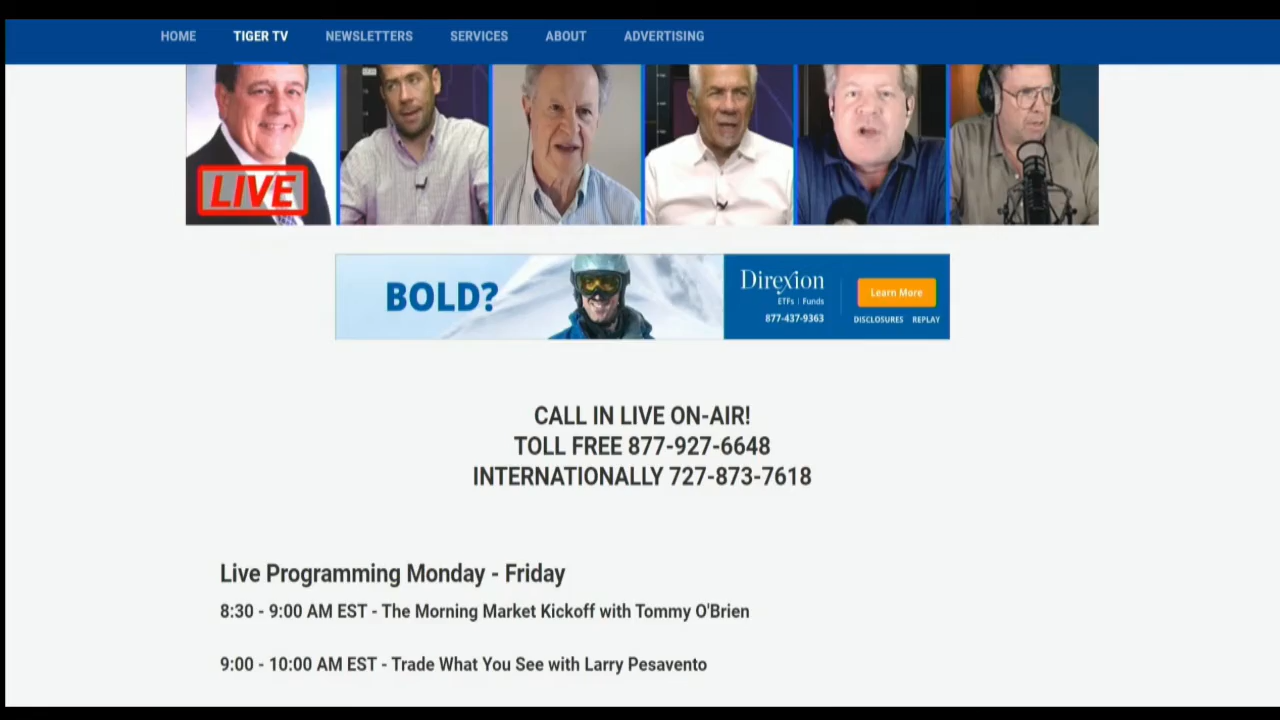 HOME TIGER TV NEWSLETTERS SERVICES ABOUT ADVERTISING
LIVE
BOLD?
Direxion
ETFs | Funds
877-437-9363
Learn More
DISCLOSURES REPLAY
CALL IN LIVE ON-AIR!
TOLL FREE 877-927-6648
INTERNATIONALLY 727-873-7618
Live Programming Monday - Friday
8:30 - 9:00 AM EST - The Morning Market Kickoff with Tommy O'Brien
9:00 - 10:00 AM EST - Trade What You See with Larry Pesavento